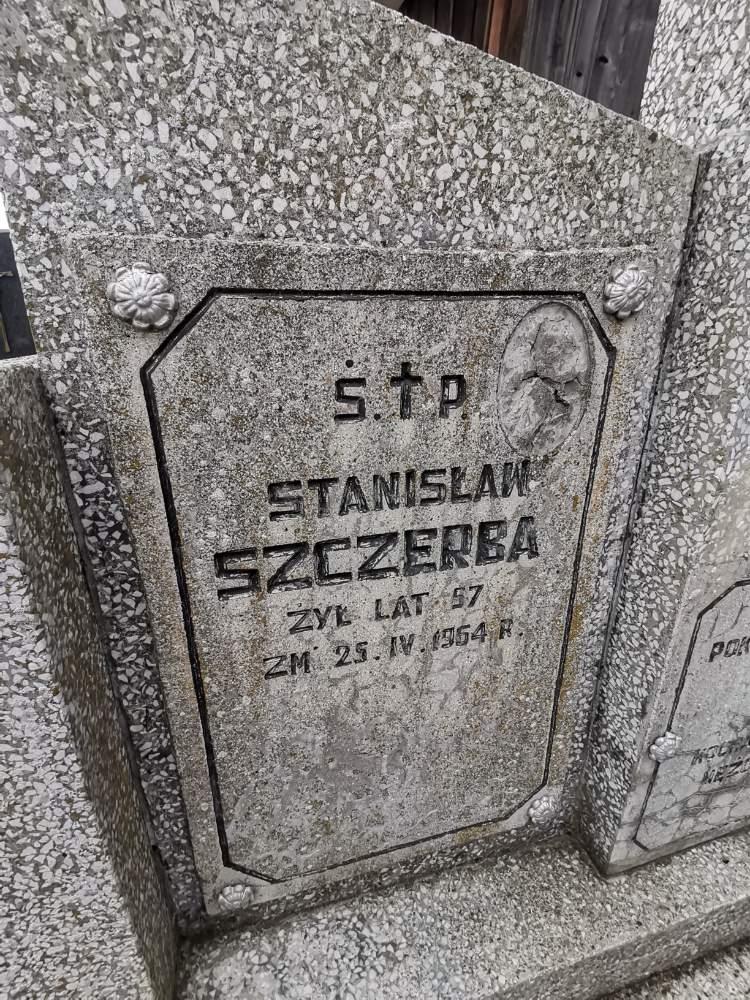 Ś.†P.
STANISŁAW
SZCZERBA
ŻYŁ LAT 57
ZM. 25.IV.1964 R.